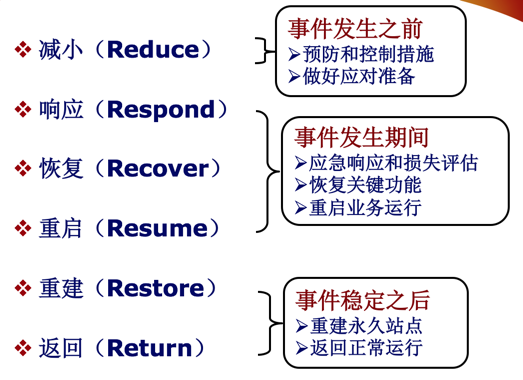 ❖ 减小（Reduce）
事件发生之前
➢预防和控制措施
➢做好应对准备
❖ 响应（Respond）
❖ 恢复（Recover）
❖ 重启（Resume）
事件发生期间
➢应急响应和损失评估
➢恢复关键功能
➢重启业务运行
❖ 重建（Restore）
❖ 返回（Return）
事件稳定之后
➢重建永久站点
➢返回正常运行